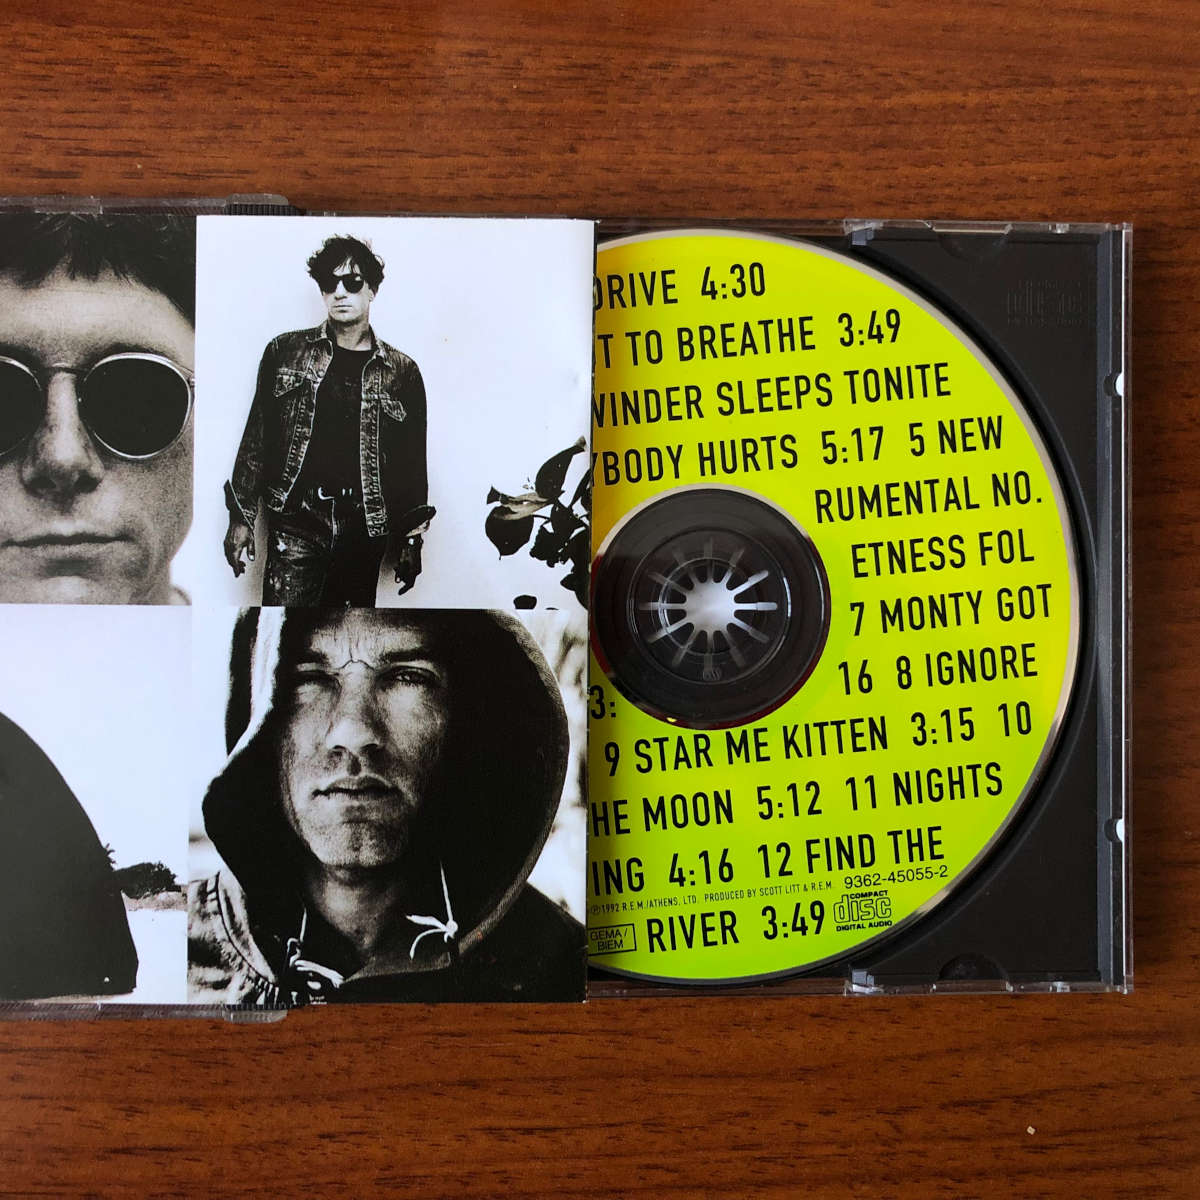 DRIVE 4:30
T TO BREATHE 3:49
WINDER SLEEPS TONITE
YBODY HURTS 5:17 5 NEW
RUMENTAL NO.
ETNESS FOL
7 MONTY GOT
3: 16 8 IGNORE
9 STAR ME KITTEN 3:15 10
HE MOON 5:12 11 NIGHTS
ING 4:16 12 FIND THE
℗1992 R.E.M./ATHENS, LTD. PRODUCED BY SCOTT LITT & R.E.M. 9362-45055-2
GEMA/
BIEM
RIVER 3:49
COMPACT
disc
DIGITAL AUDIO